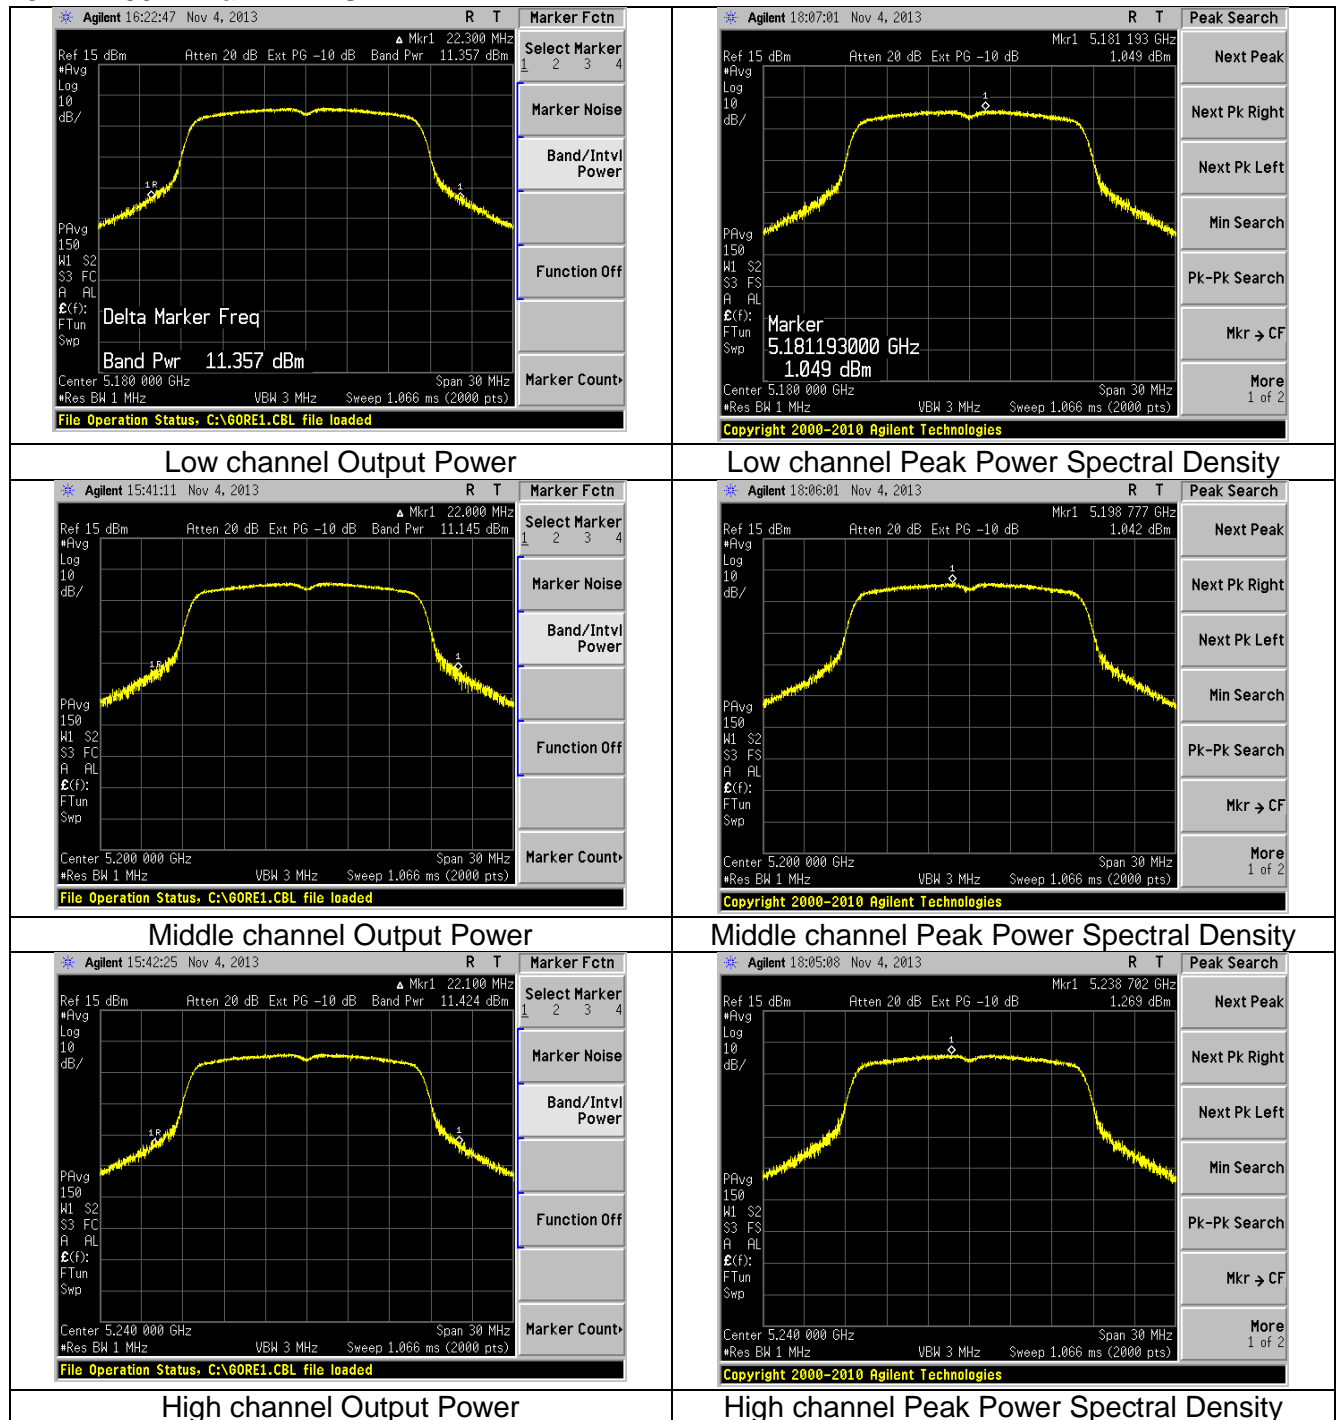 Agilent 16:22:47 Nov 4, 2013 R T Marker Fctn
Δ Mkr1 22.300 MHz
Ref 15 dBm Atten 20 dB Ext PG -10 dB Band Pwr 11.357 dBm
#Avg
Log
10
dB/
1R
1
PAvg
150
W1 S2
S3 FC
A AA
£(f):
FTun
Swp
Delta Marker Freq
Band Pwr 11.357 dBm
Center 5.180 000 GHz Span 30 MHz
#Res BW 1 MHz VBW 3 MHz Sweep 1.066 ms (2000 pts)
File Operation Status, C:\GORE1.CBL file loaded
Select Marker
1 2 3 4
Marker Noise
Band/Intvl
Power
Function Off
Marker Count▸
Low channel Output Power
Agilent 18:07:01 Nov 4, 2013 R T Peak Search
Mkr1 5.181 193 GHz
Ref 15 dBm Atten 20 dB Ext PG -10 dB 1.049 dBm
#Avg
Log
10
dB/
1
PAvg
150
W1 S2
S3 FS
A AA
£(f):
FTun
Swp
Marker
5.181193000 GHz
1.049 dBm
Center 5.180 000 GHz Span 30 MHz
#Res BW 1 MHz VBW 3 MHz Sweep 1.066 ms (2000 pts)
Copyright 2000-2010 Agilent Technologies
Next Peak
Next Pk Right
Next Pk Left
Min Search
Pk-Pk Search
Mkr → CF
More
1 of 2
Low channel Peak Power Spectral Density
Agilent 15:41:11 Nov 4, 2013 R T Marker Fctn
Δ Mkr1 22.000 MHz
Ref 15 dBm Atten 20 dB Ext PG -10 dB Band Pwr 11.145 dBm
#Avg
Log
10
dB/
1R
1
PAvg
150
W1 S2
S3 FC
A AA
£(f):
FTun
Swp
Center 5.200 000 GHz Span 30 MHz
#Res BW 1 MHz VBW 3 MHz Sweep 1.066 ms (2000 pts)
File Operation Status, C:\GORE1.CBL file loaded
Select Marker
1 2 3 4
Marker Noise
Band/Intvl
Power
Function Off
Marker Count▸
Middle channel Output Power
Agilent 18:06:01 Nov 4, 2013 R T Peak Search
Mkr1 5.198 777 GHz
Ref 15 dBm Atten 20 dB Ext PG -10 dB 1.042 dBm
#Avg
Log
10
dB/
1
PAvg
150
W1 S2
S3 FS
A AA
£(f):
FTun
Swp
Center 5.200 000 GHz Span 30 MHz
#Res BW 1 MHz VBW 3 MHz Sweep 1.066 ms (2000 pts)
Copyright 2000-2010 Agilent Technologies
Next Peak
Next Pk Right
Next Pk Left
Min Search
Pk-Pk Search
Mkr → CF
More
1 of 2
Middle channel Peak Power Spectral Density
Agilent 15:42:25 Nov 4, 2013 R T Marker Fctn
Δ Mkr1 22.100 MHz
Ref 15 dBm Atten 20 dB Ext PG -10 dB Band Pwr 11.424 dBm
#Avg
Log
10
dB/
1R
1
PAvg
150
W1 S2
S3 FC
A AA
£(f):
FTun
Swp
Center 5.240 000 GHz Span 30 MHz
#Res BW 1 MHz VBW 3 MHz Sweep 1.066 ms (2000 pts)
File Operation Status, C:\GORE1.CBL file loaded
Select Marker
1 2 3 4
Marker Noise
Band/Intvl
Power
Function Off
Marker Count▸
High channel Output Power
Agilent 18:05:08 Nov 4, 2013 R T Peak Search
Mkr1 5.238 702 GHz
Ref 15 dBm Atten 20 dB Ext PG -10 dB 1.269 dBm
#Avg
Log
10
dB/
1
PAvg
150
W1 S2
S3 FS
A AA
£(f):
FTun
Swp
Center 5.240 000 GHz Span 30 MHz
#Res BW 1 MHz VBW 3 MHz Sweep 1.066 ms (2000 pts)
Copyright 2000-2010 Agilent Technologies
Next Peak
Next Pk Right
Next Pk Left
Min Search
Pk-Pk Search
Mkr → CF
More
1 of 2
High channel Peak Power Spectral Density